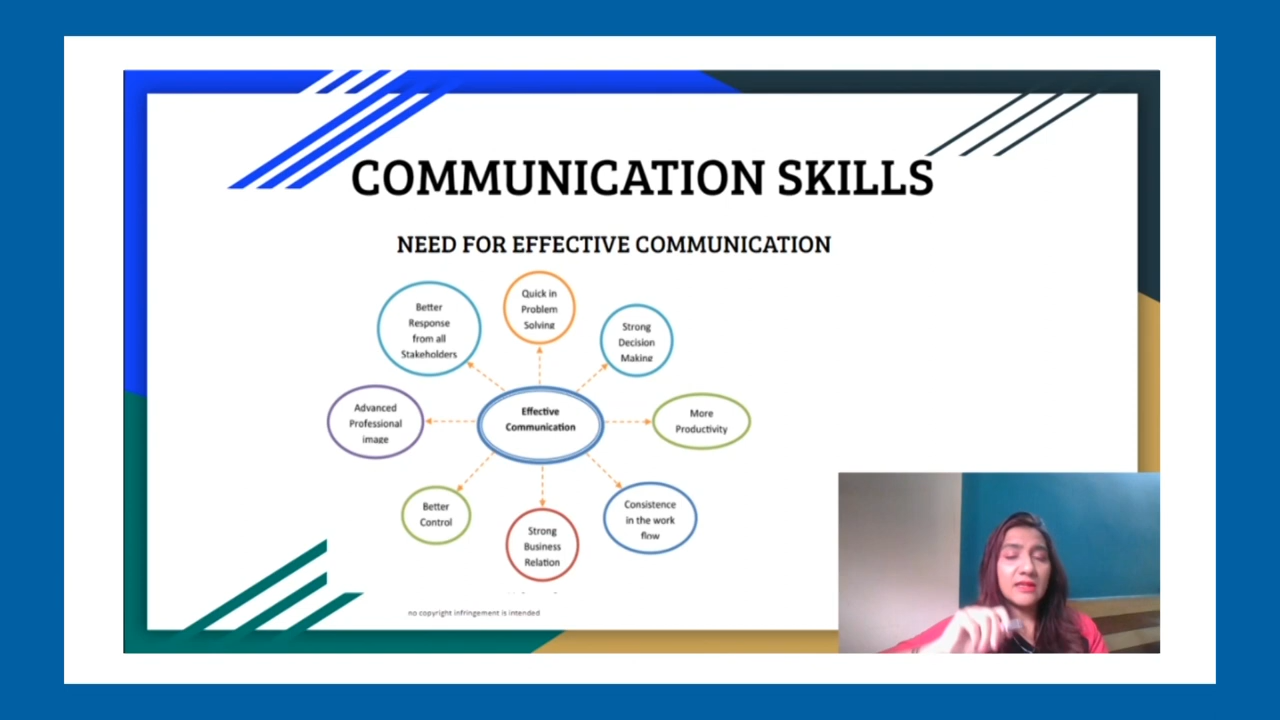 COMMUNICATION SKILLS
NEED FOR EFFECTIVE COMMUNICATION
Better
Response
from all
Stakeholders
Quick in
Problem
Solving
Strong
Decision
Making
Advanced
Professional
image
Effective
Communication
More
Productivity
Better
Control
Strong
Business
Relation
Consistence
in the work
flow
no copyright infringement is intended